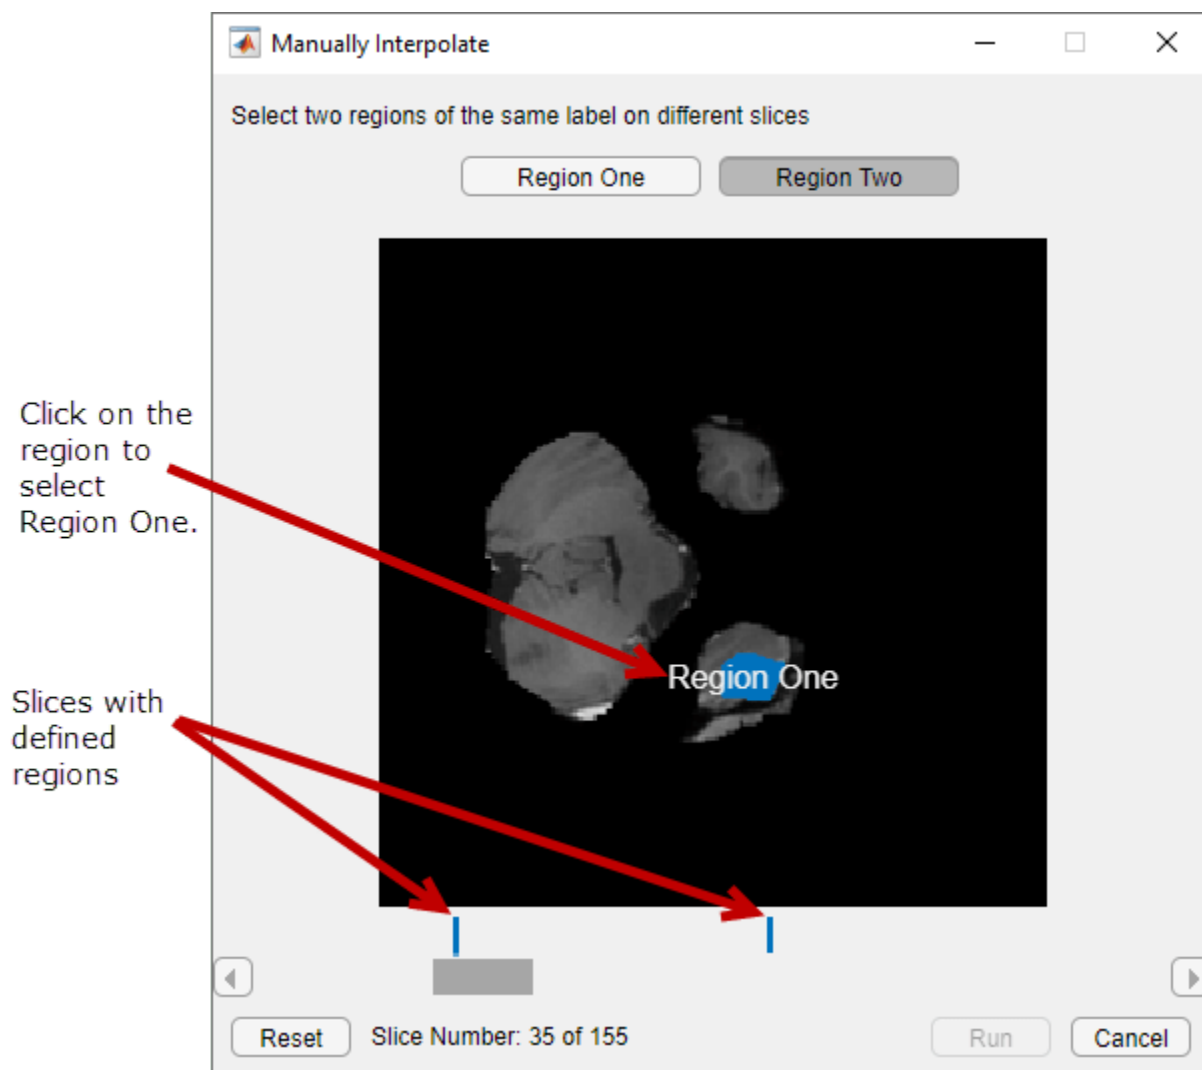 Manually Interpolate
Select two regions of the same label on different slices
Region One
Region Two
Click on the
region to
select
Region One.
Region One
Slices with
defined
regions
Reset
Slice Number: 35 of 155
Run
Cancel